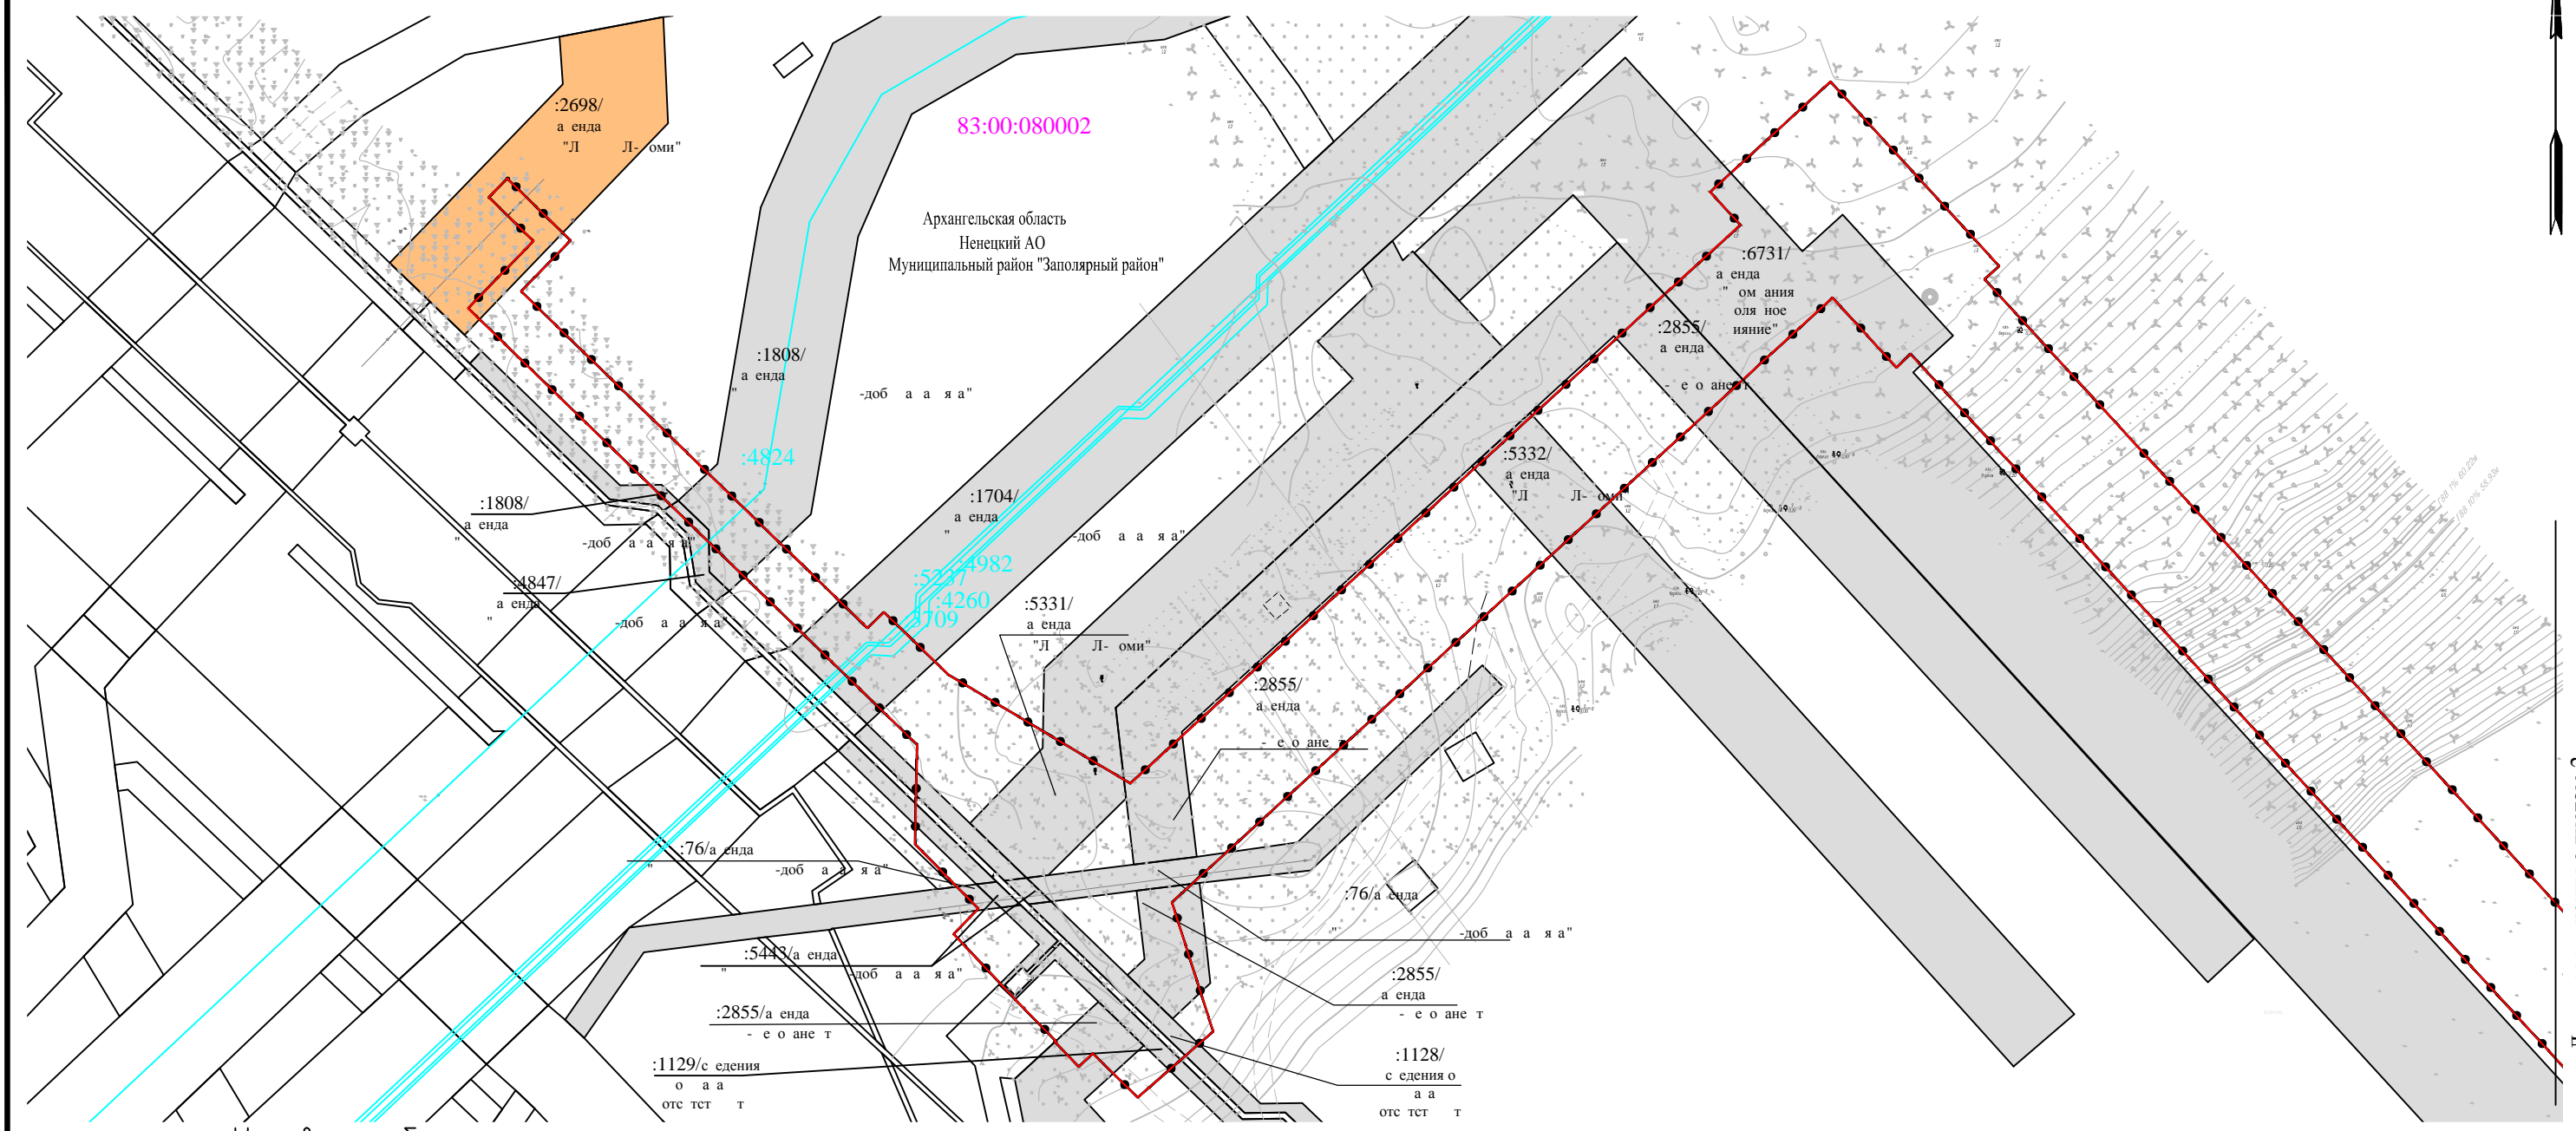 :2698/
а енда
"Л Л- оми"
83:00:080002
Архангельская область
Ненецкий АО
Муниципальный район "Заполярный район"
:6731/
а енда
" ом ания
оля ное
ияние"
:2855/
а енда
- е о ане т
:1808/
а енда
" -доб а а я а"
:4824
:5332/
а енда
"Л Л- оми"
:1808/
а енда
" -доб а а я а"
:1704/
а енда
" -доб а а я а"
:4982
:5237
:4260
:4847/
а енда
" -доб а а я а"
:5331/
а енда
"Л Л- оми"
:2855/
а енда
- е о ане т
:76/а енда
" -доб а а я а"
:76/а енда
" -доб а а я а"
:5443/а енда
" -доб а а я а"
:2855/
а енда
- е о ане т
:2855/а енда
- е о ане т
:1129/с едения
о а а
отс тст т
:1128/
с едения о
а а
отс тст т